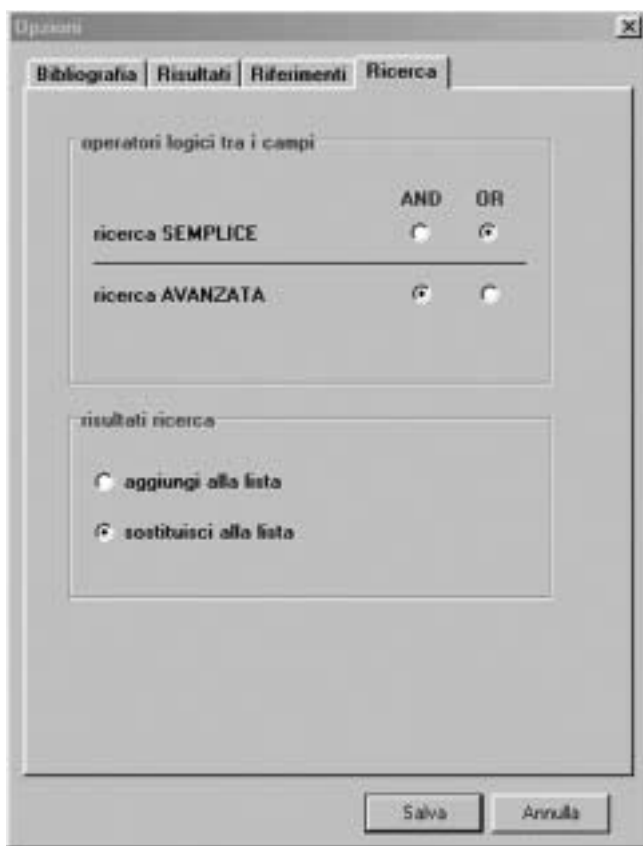 Opzioni
Bibliografia Risultati Riferimenti Ricerca
operatori logici tra i campi
AND OR
ricerca SEMPLICE
ricerca AVANZATA
risultati ricerca
aggiungi alla lista
sostituisci alla lista
Salva Annulla